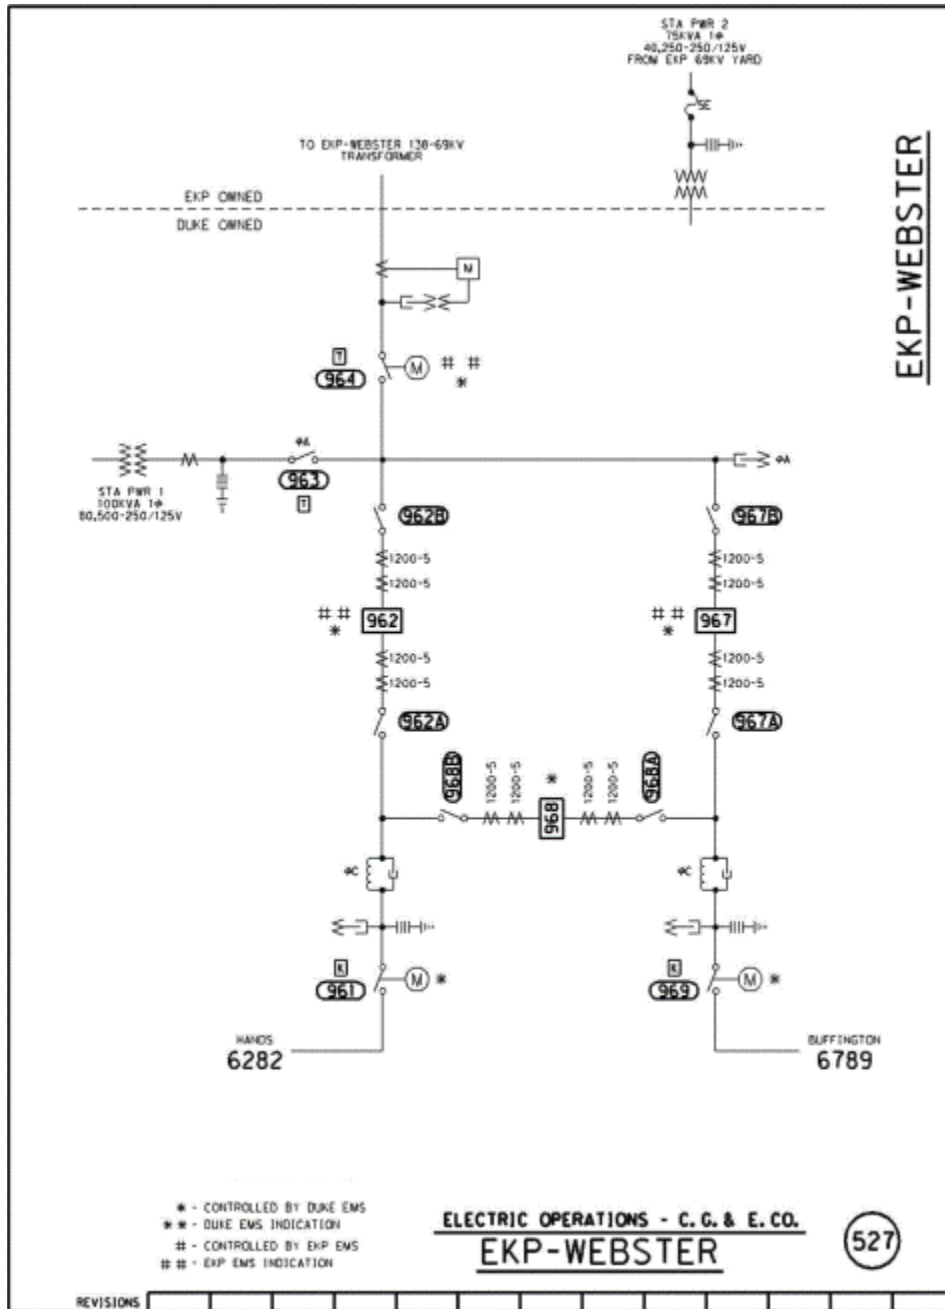 STA PWR 2
75KVA 1φ
40,250-250/125V
FROM EKP 69KV YARD
5E
TO EKP-WEBSTER 138-69KV
TRANSFORMER
EKP-WEBSTER
EKP OWNED
DUKE OWNED
M
T
964
M
# #
*
φA
963
T
STA PWR 1
100KVA 1φ
80,500-250/125V
φA
962B
967B
1200-5
1200-5
1200-5
1200-5
# #
*
962
# #
*
967
1200-5
1200-5
1200-5
1200-5
962A
967A
968B
1200-5
1200-5
*
968
1200-5
1200-5
968A
φC
φC
K
961
M
*
K
969
M
*
HANDS
6282
BUFFINGTON
6789
* - CONTROLLED BY DUKE EMS
* * - DUKE EMS INDICATION
# - CONTROLLED BY EKP EMS
# # - EKP EMS INDICATION
ELECTRIC OPERATIONS - C. G. & E. CO.
EKP-WEBSTER
527
REVISIONS